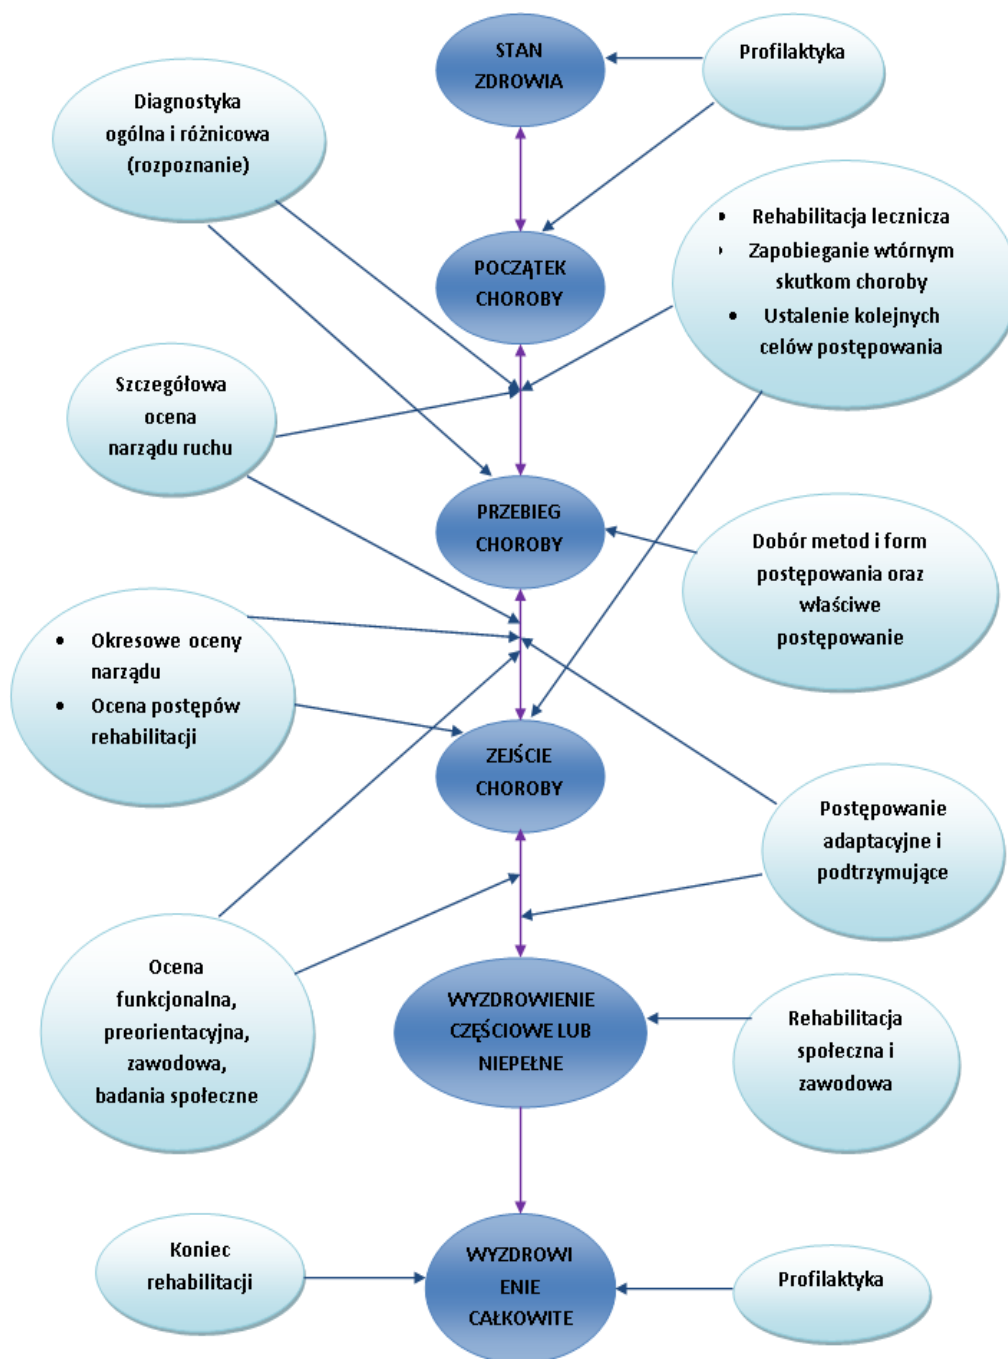 STAN
ZDROWIA
Profilaktyka
Diagnostyka
ogólna i różnicowa
(rozpoznanie)
• Rehabilitacja lecznicza
• Zapobieganie wtórnym
skutkom choroby
• Ustalenie kolejnych
celów postępowania
POCZĄTEK
CHOROBY
Szczegółowa
ocena
narządu ruchu
PRZEBIEG
CHOROBY
Dobór metod i form
postępowania oraz
właściwe
postępowanie
• Okresowe oceny
narządu
• Ocena postępów
rehabilitacji
ZEJŚCIE
CHOROBY
Postępowanie
adaptacyjne i
podtrzymujące
Ocena
funkcjonalna,
preorientacyjna,
zawodowa,
badania społeczne
WYZDROWIENIE
CZĘŚCIOWE LUB
NIEPEŁNE
Rehabilitacja
społeczna i
zawodowa
Koniec
rehabilitacji
WYZDROWI
ENIE
CAŁKOWITE
Profilaktyka